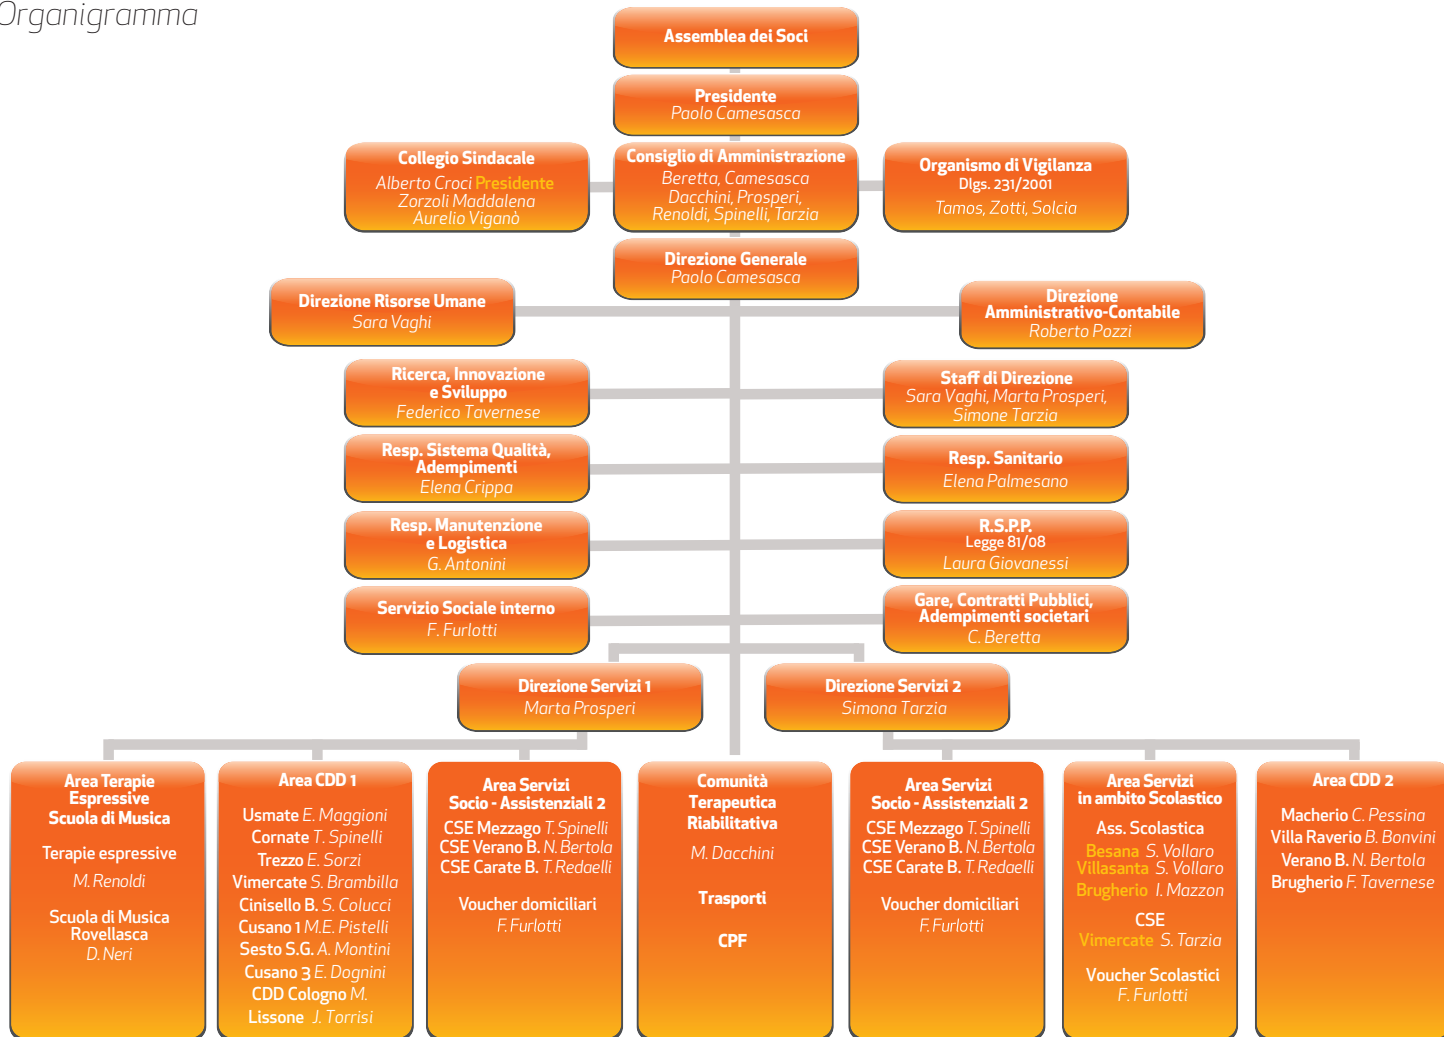 Organigramma
Assemblea dei Soci
Presidente
Paolo Camesasca
Collegio Sindacale
Alberto Croci Presidente
Zorzoli Maddalena
Aurelio Viganò
Consiglio di Amministrazione
Beretta, Camesasca
Dacchini, Prosperi,
Renoldi, Spinelli, Tarzia
Organismo di Vigilanza
Dlgs. 231/2001
Tamos, Zotti, Solcia
Direzione Generale
Paolo Camesasca
Direzione Risorse Umane
Sara Vaghi
Direzione
Amministrativo-Contabile
Roberto Pozzi
Ricerca, Innovazione
e Sviluppo
Federico Tavernese
Staff di Direzione
Sara Vaghi, Marta Prosperi,
Simone Tarzia
Resp. Sistema Qualità,
Adempimenti
Elena Crippa
Resp. Sanitario
Elena Palmesano
Resp. Manutenzione
e Logistica
G. Antonini
R.S.P.P.
Legge 81/08
Laura Giovanessi
Servizio Sociale interno
F. Furlotti
Gare, Contratti Pubblici,
Adempimenti societari
C. Beretta
Direzione Servizi 1
Marta Prosperi
Direzione Servizi 2
Simona Tarzia
Area Terapie
Espressive
Scuola di Musica
Terapie espressive
M. Renoldi
Scuola di Musica
Rovellasca
D. Neri
Area CDD 1
Usmate E. Maggioni
Cornate T. Spinelli
Trezzo E. Sorzi
Vimercate S. Brambilla
Cinisello B. S. Colucci
Cusano 1 M.E. Pistelli
Sesto S.G. A. Montini
Cusano 3 E. Dognini
CDD Cologno M.
Lissone J. Torrisi
Area Servizi
Socio - Assistenziali 2
CSE Mezzago T. Spinelli
CSE Verano B. N. Bertola
CSE Carate B. T. Redaelli
Voucher domiciliari
F. Furlotti
Comunità
Terapeutica
Riabilitativa
M. Dacchini
Trasporti
CPF
Area Servizi
Socio - Assistenziali 2
CSE Mezzago T. Spinelli
CSE Verano B. N. Bertola
CSE Carate B. T. Redaelli
Voucher domiciliari
F. Furlotti
Area Servizi
in ambito Scolastico
Ass. Scolastica
Besana S. Vollaro
Villasanta S. Vollaro
Brugherio I. Mazzon
CSE
Vimercate S. Tarzia
Voucher Scolastici
F. Furlotti
Area CDD 2
Macherio C. Pessina
Villa Raverio B. Bonvini
Verano B. N. Bertola
Brugherio F. Tavernese